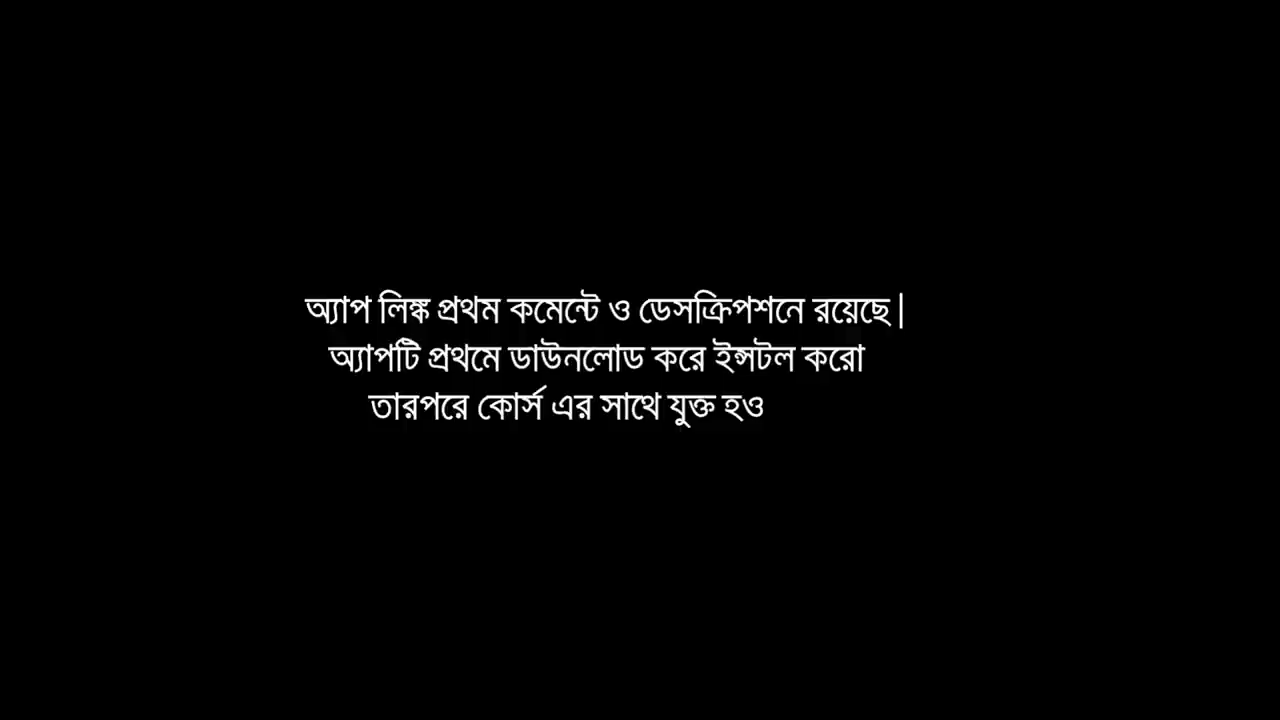 অ্যাপ লিঙ্ক প্রথম কমেন্টে ও ডেসক্রিপশনে রয়েছে|
অ্যাপটি প্রথমে ডাউনলোড করে ইন্সটল করো
তারপরে কোর্স এর সাথে যুক্ত হও